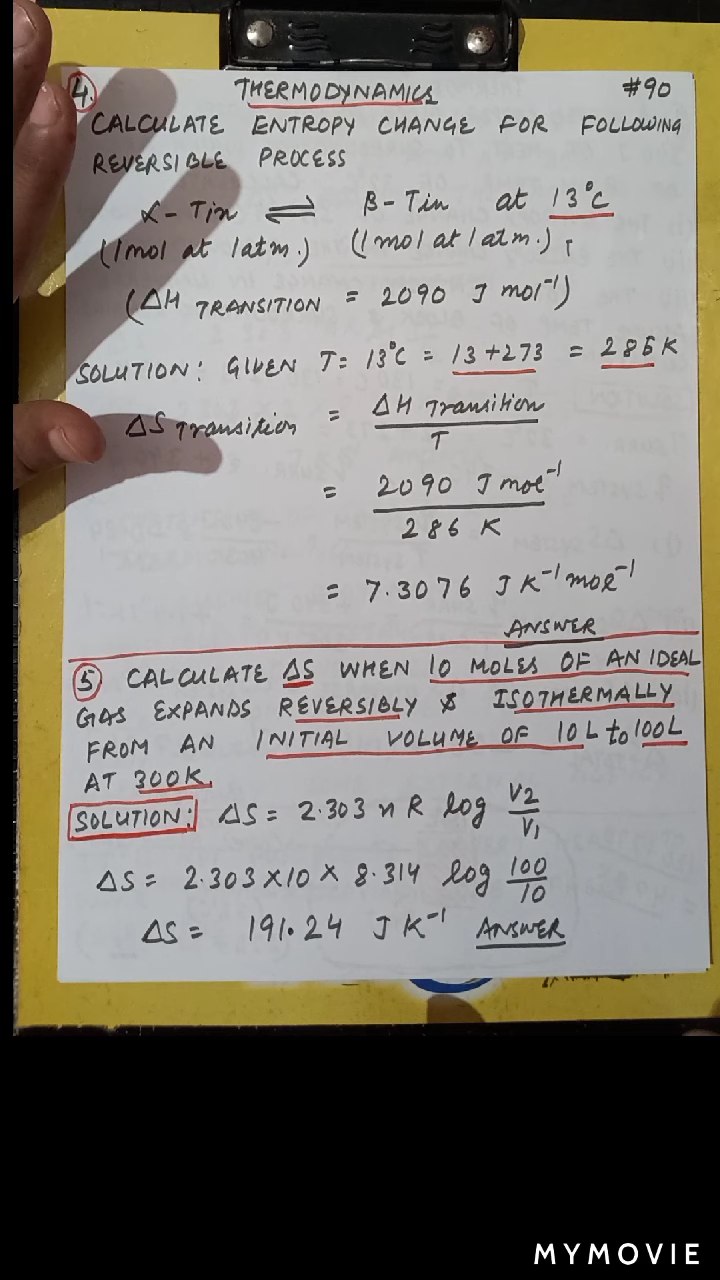 4. THERMODYNAMICS #90
CALCULATE ENTROPY CHANGE FOR FOLLOWING
REVERSIBLE PROCESS
α-Tin ⇌ β-Tin at 13°C
(1mol at 1atm.) (1mol at 1atm.),
(ΔH TRANSITION = 2090 J mol⁻¹)
SOLUTION: GIVEN T= 13°C = 13+273 = 286K
ΔS Transition = ΔH Transition
T
= 2090 J mol⁻¹
286 K
= 7.3076 J K⁻¹ mol⁻¹
ANSWER
5 CALCULATE ΔS WHEN 10 MOLES OF AN IDEAL
GAS EXPANDS REVERSIBLY & ISOTHERMALLY
FROM AN INITIAL VOLUME OF 10L to 100L
AT 300K.
SOLUTION: ΔS = 2.303 n R log V2/V1
ΔS = 2.303 × 10 × 8.314 log 100/10
ΔS = 191.24 J K⁻¹ ANSWER
MYMOVIE